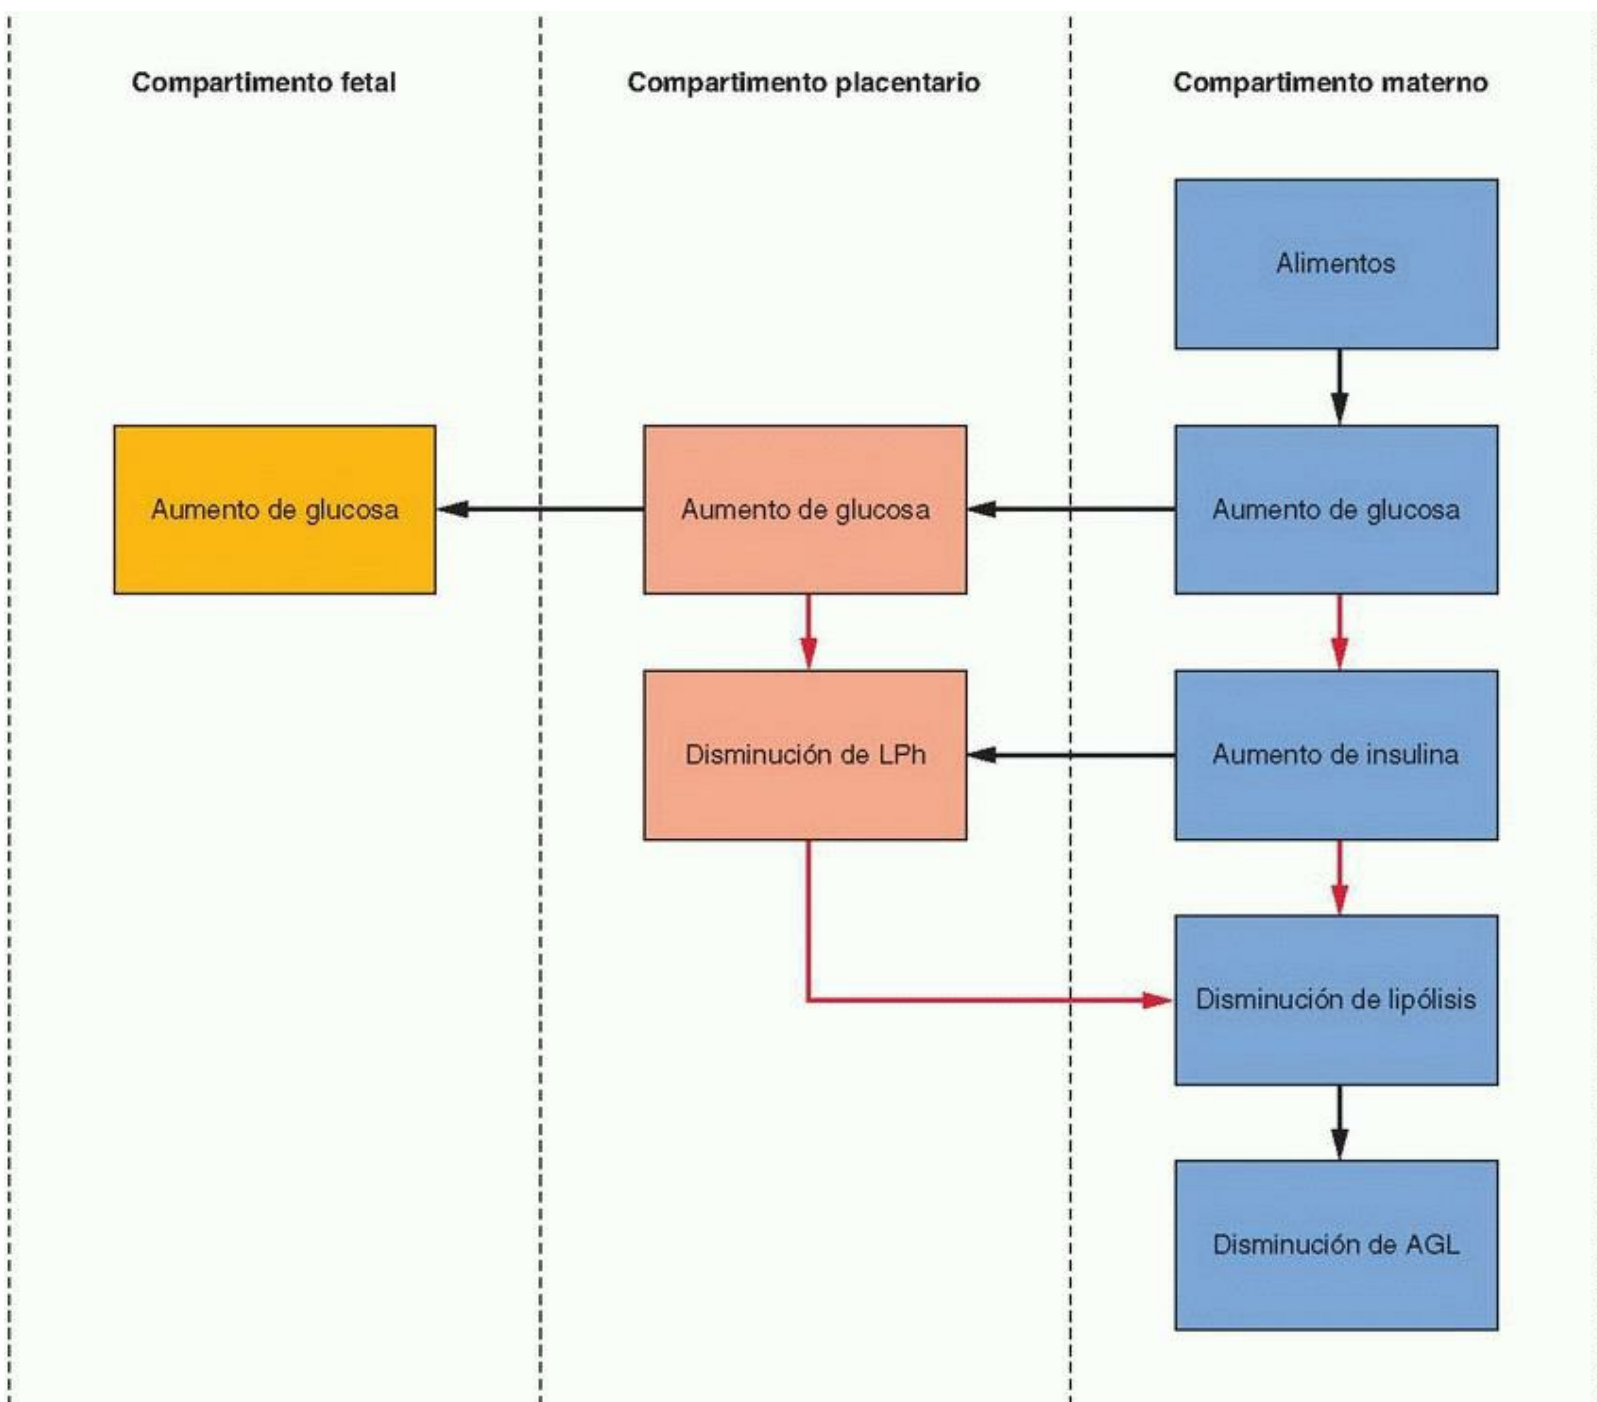 Compartimento fetal
Compartimento placentario
Compartimento materno
Alimentos
Aumento de glucosa
Aumento de glucosa
Aumento de glucosa
Disminución de LPh
Aumento de insulina
Disminución de lipólisis
Disminución de AGL